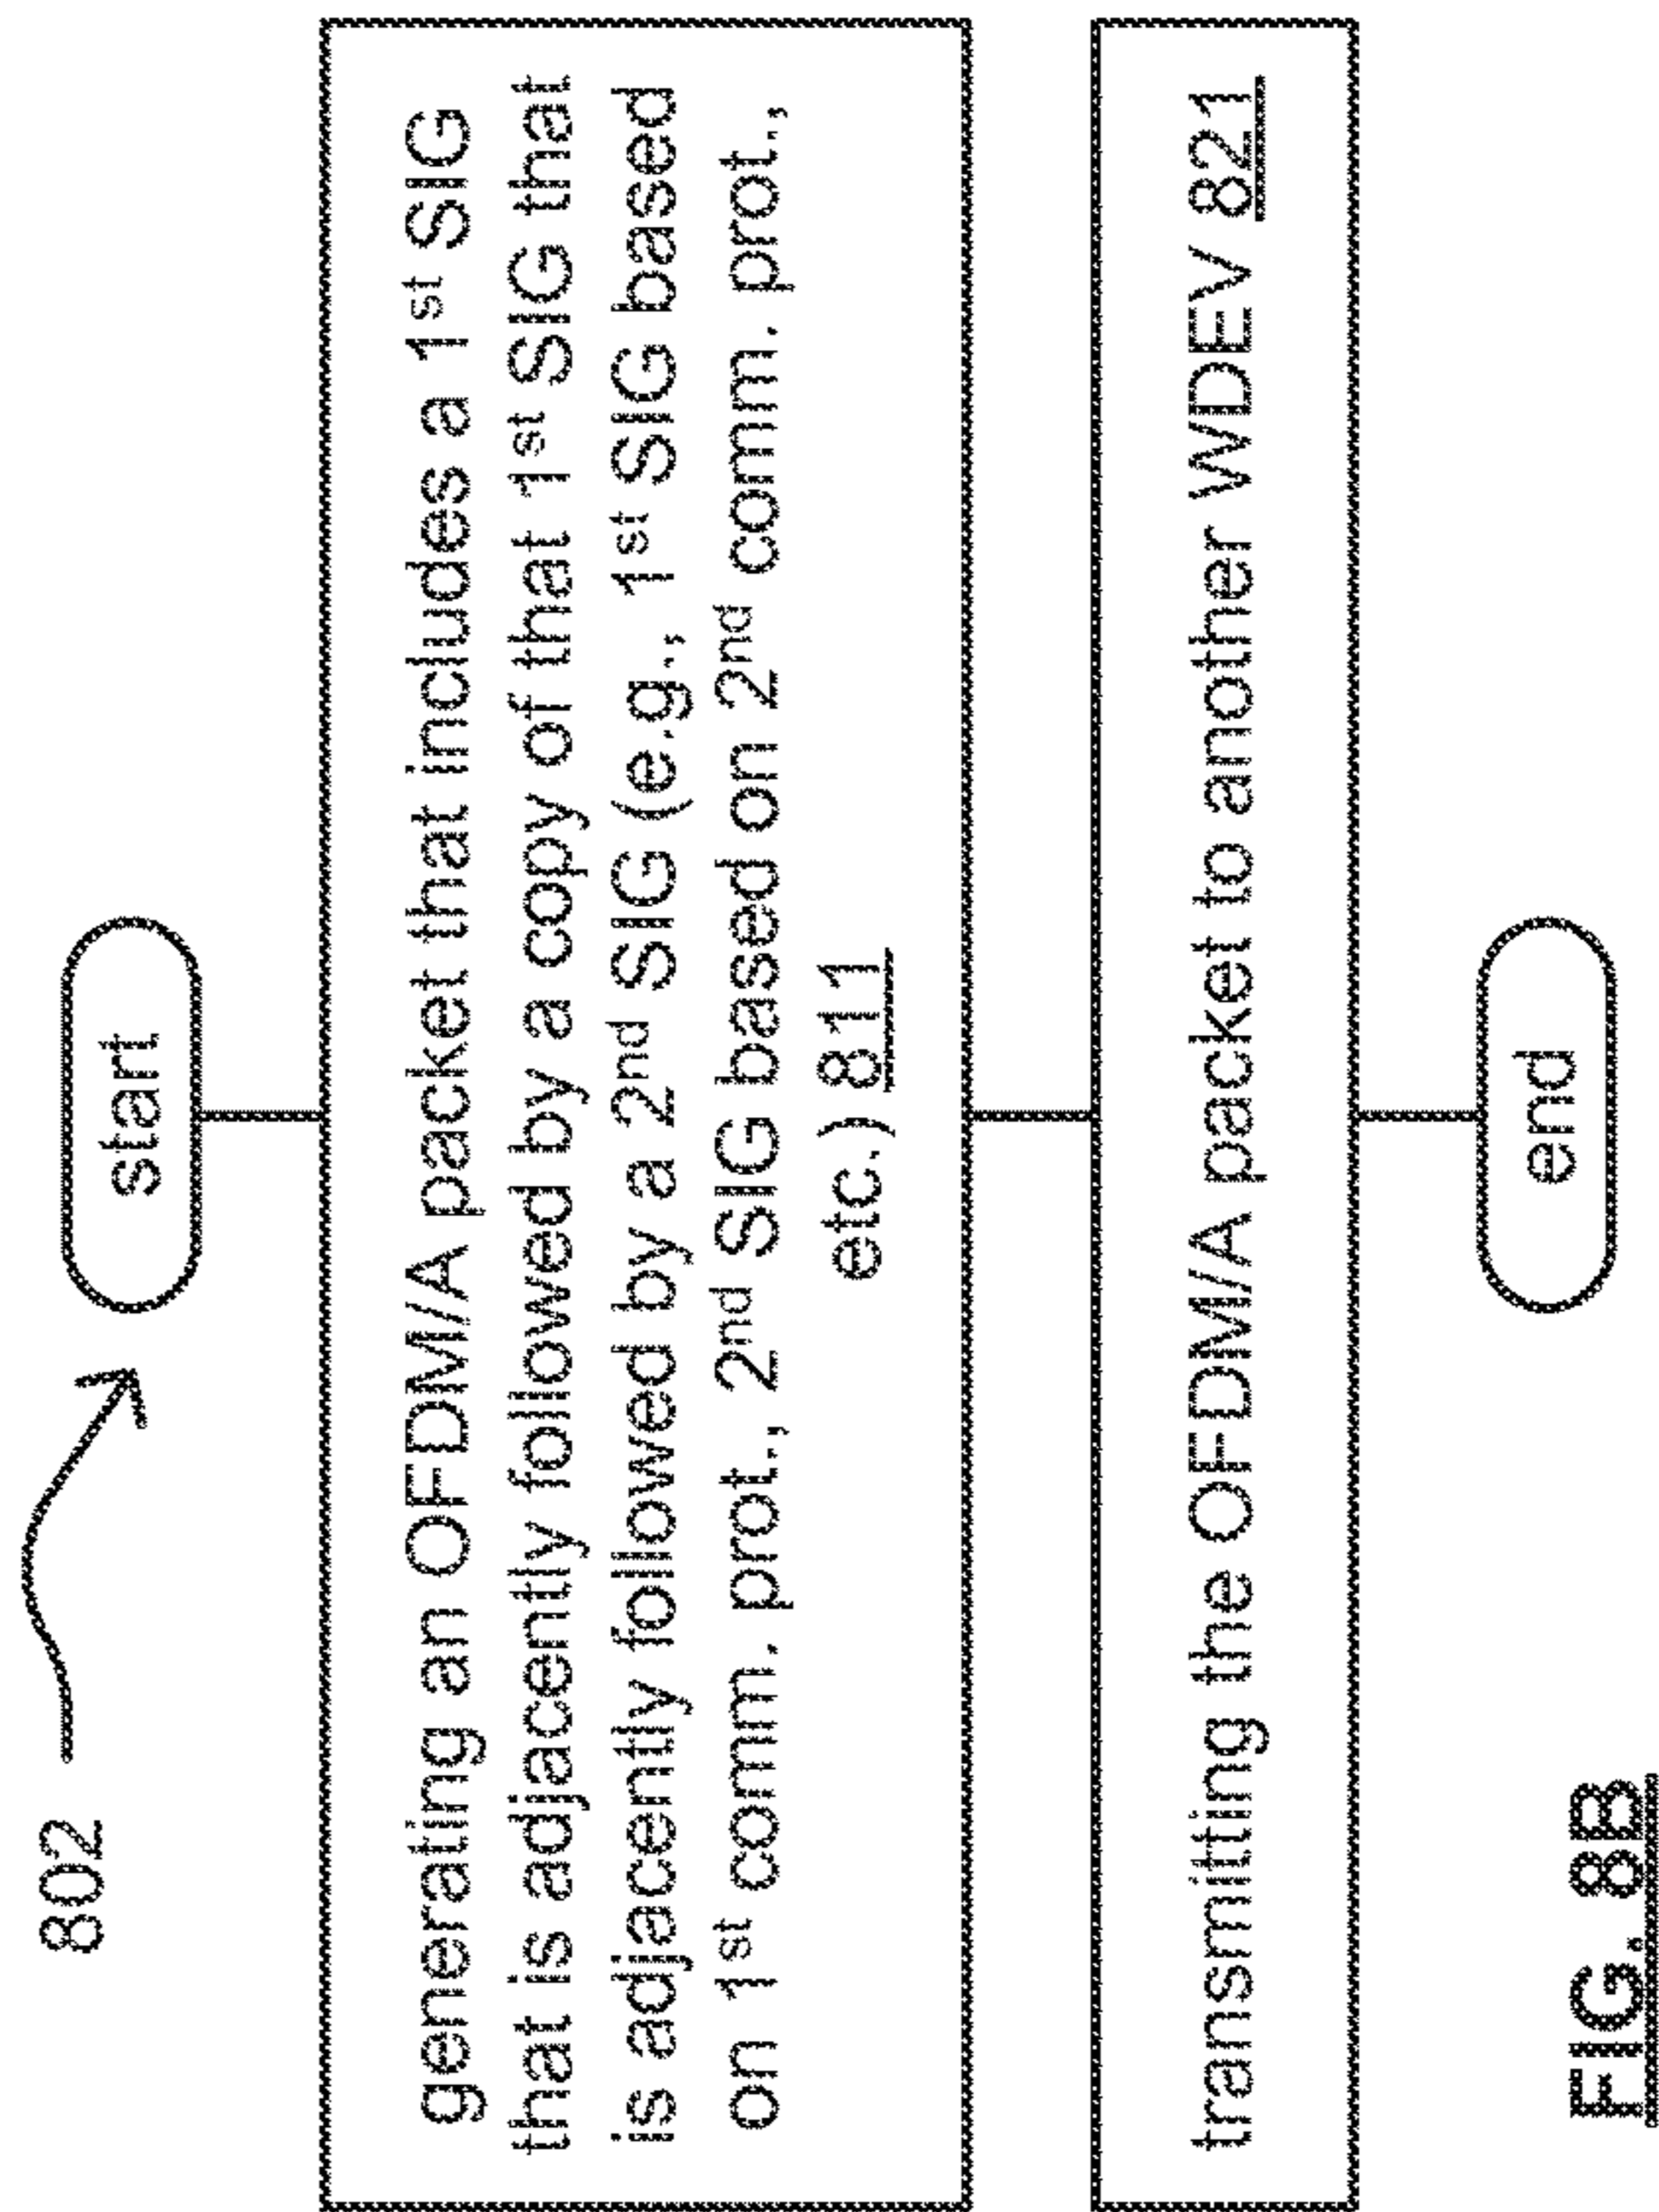 802
start
generating an OFDM/A packet that includes a 1st SIG
that is adjacently followed by a copy of that 1st SIG that
is adjacently followed by a 2nd SIG (e.g., 1st SIG based
on 1st comm. prot., 2nd SIG based on 2nd comm. prot.,
etc.) 811
transmitting the OFDM/A packet to another WDEV 821
end
FIG. 8B